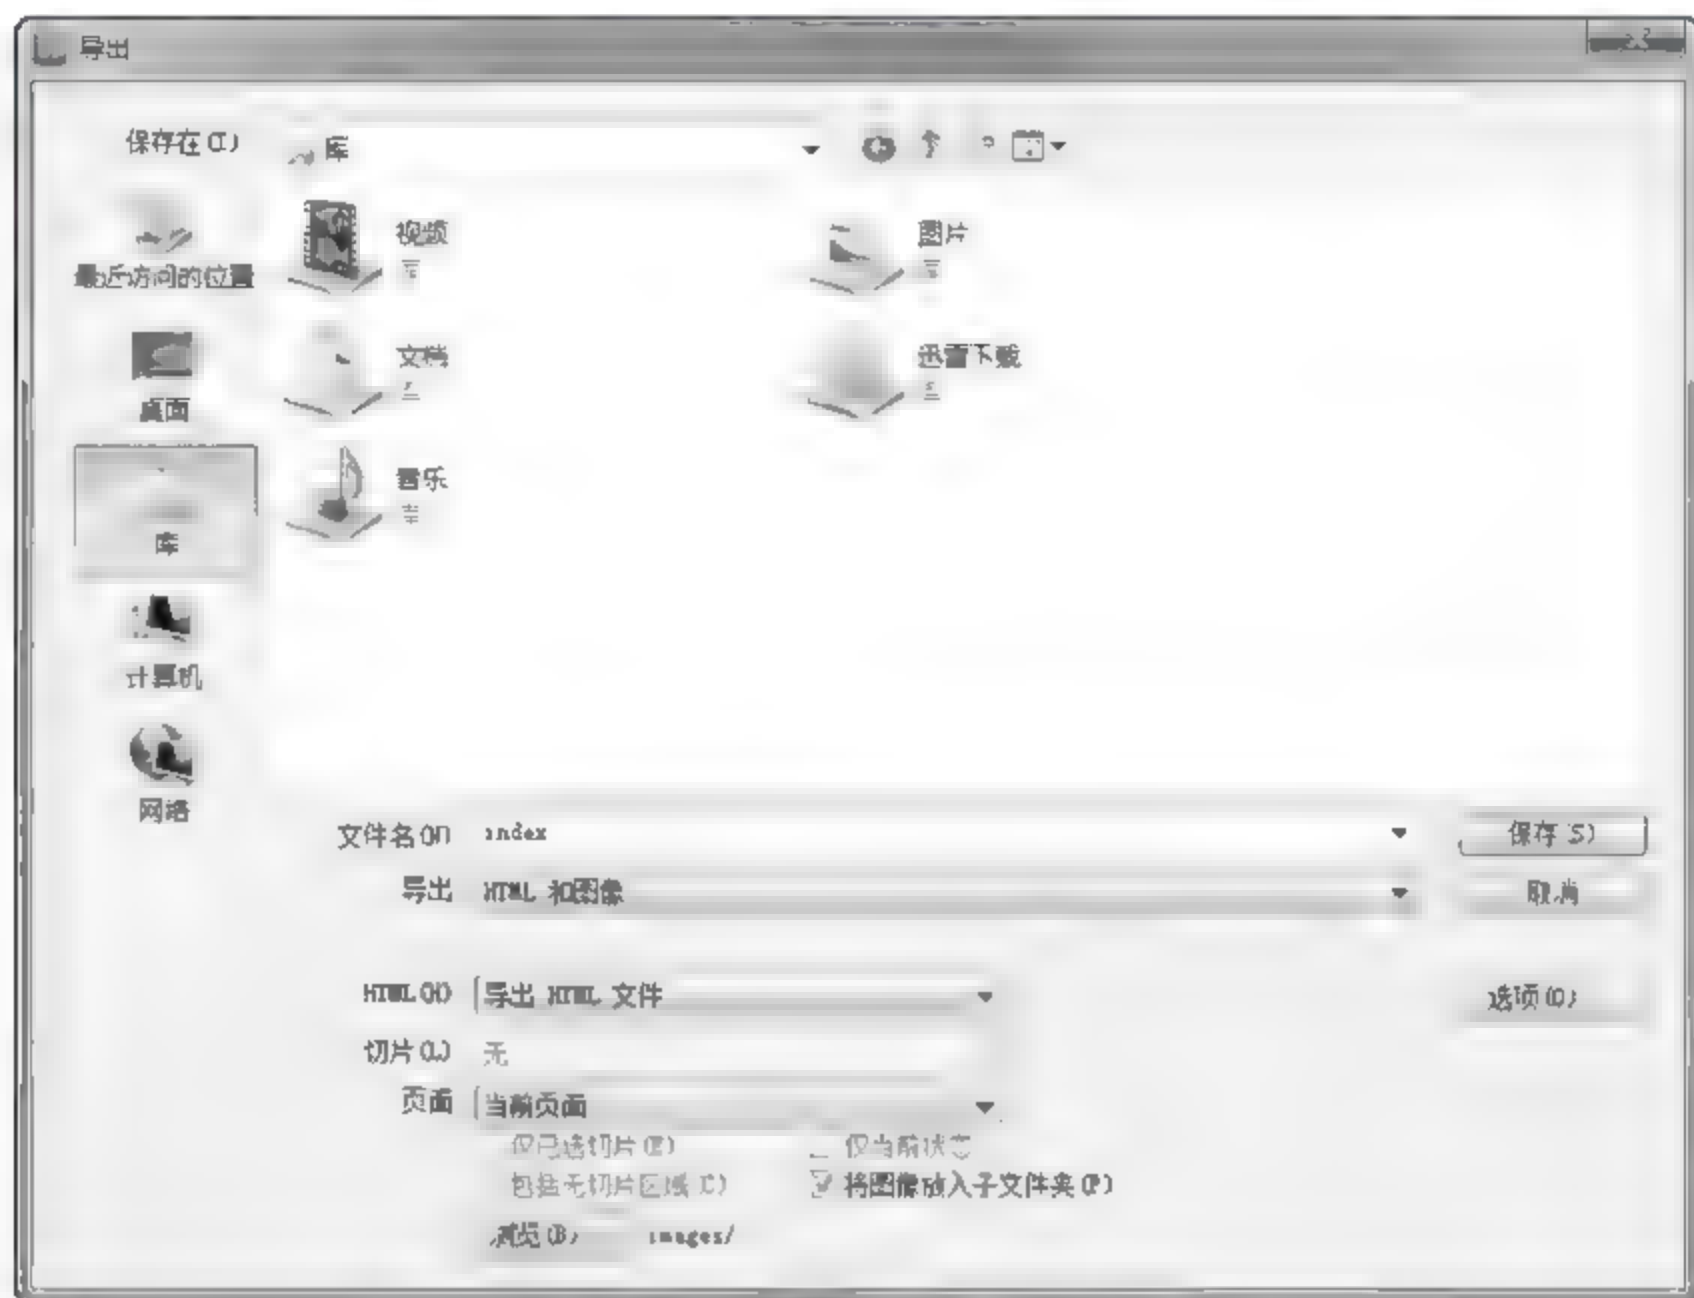 导出
保存在(I)
库
最近访问的位置
桌面
库
计算机
网络
视频
库
图片
库
文档
库
迅雷下载
库
音乐
库
文件名(N) index
保存(S)
导出 HTML 和图像
取消
HTML(H) 导出 HTML 文件
选项(O)
切片(L) 无
页面 当前页面
仅已选切片(E) 仅当前状态
包括无切片区域(C) 将图像放入子文件夹(P)
浏览(B) images/